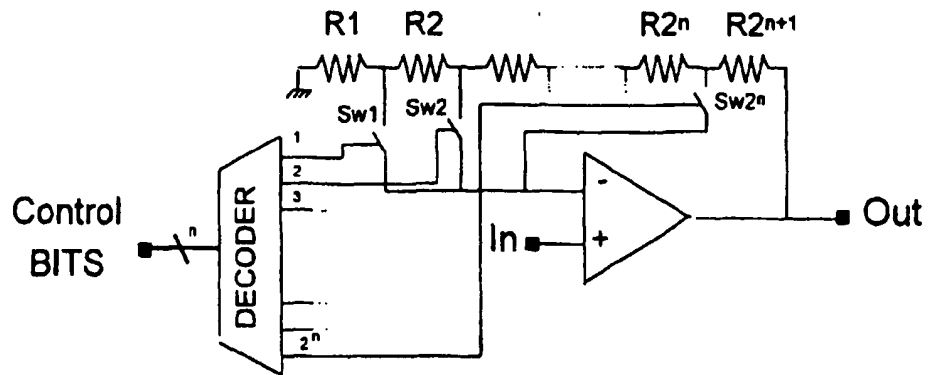 R1 R2 R2ⁿ R2ⁿ⁺¹
Sw1 Sw2 Sw2ⁿ
1
2
3
2ⁿ
DECODER
n
Control
BITS
In
-
+
Out